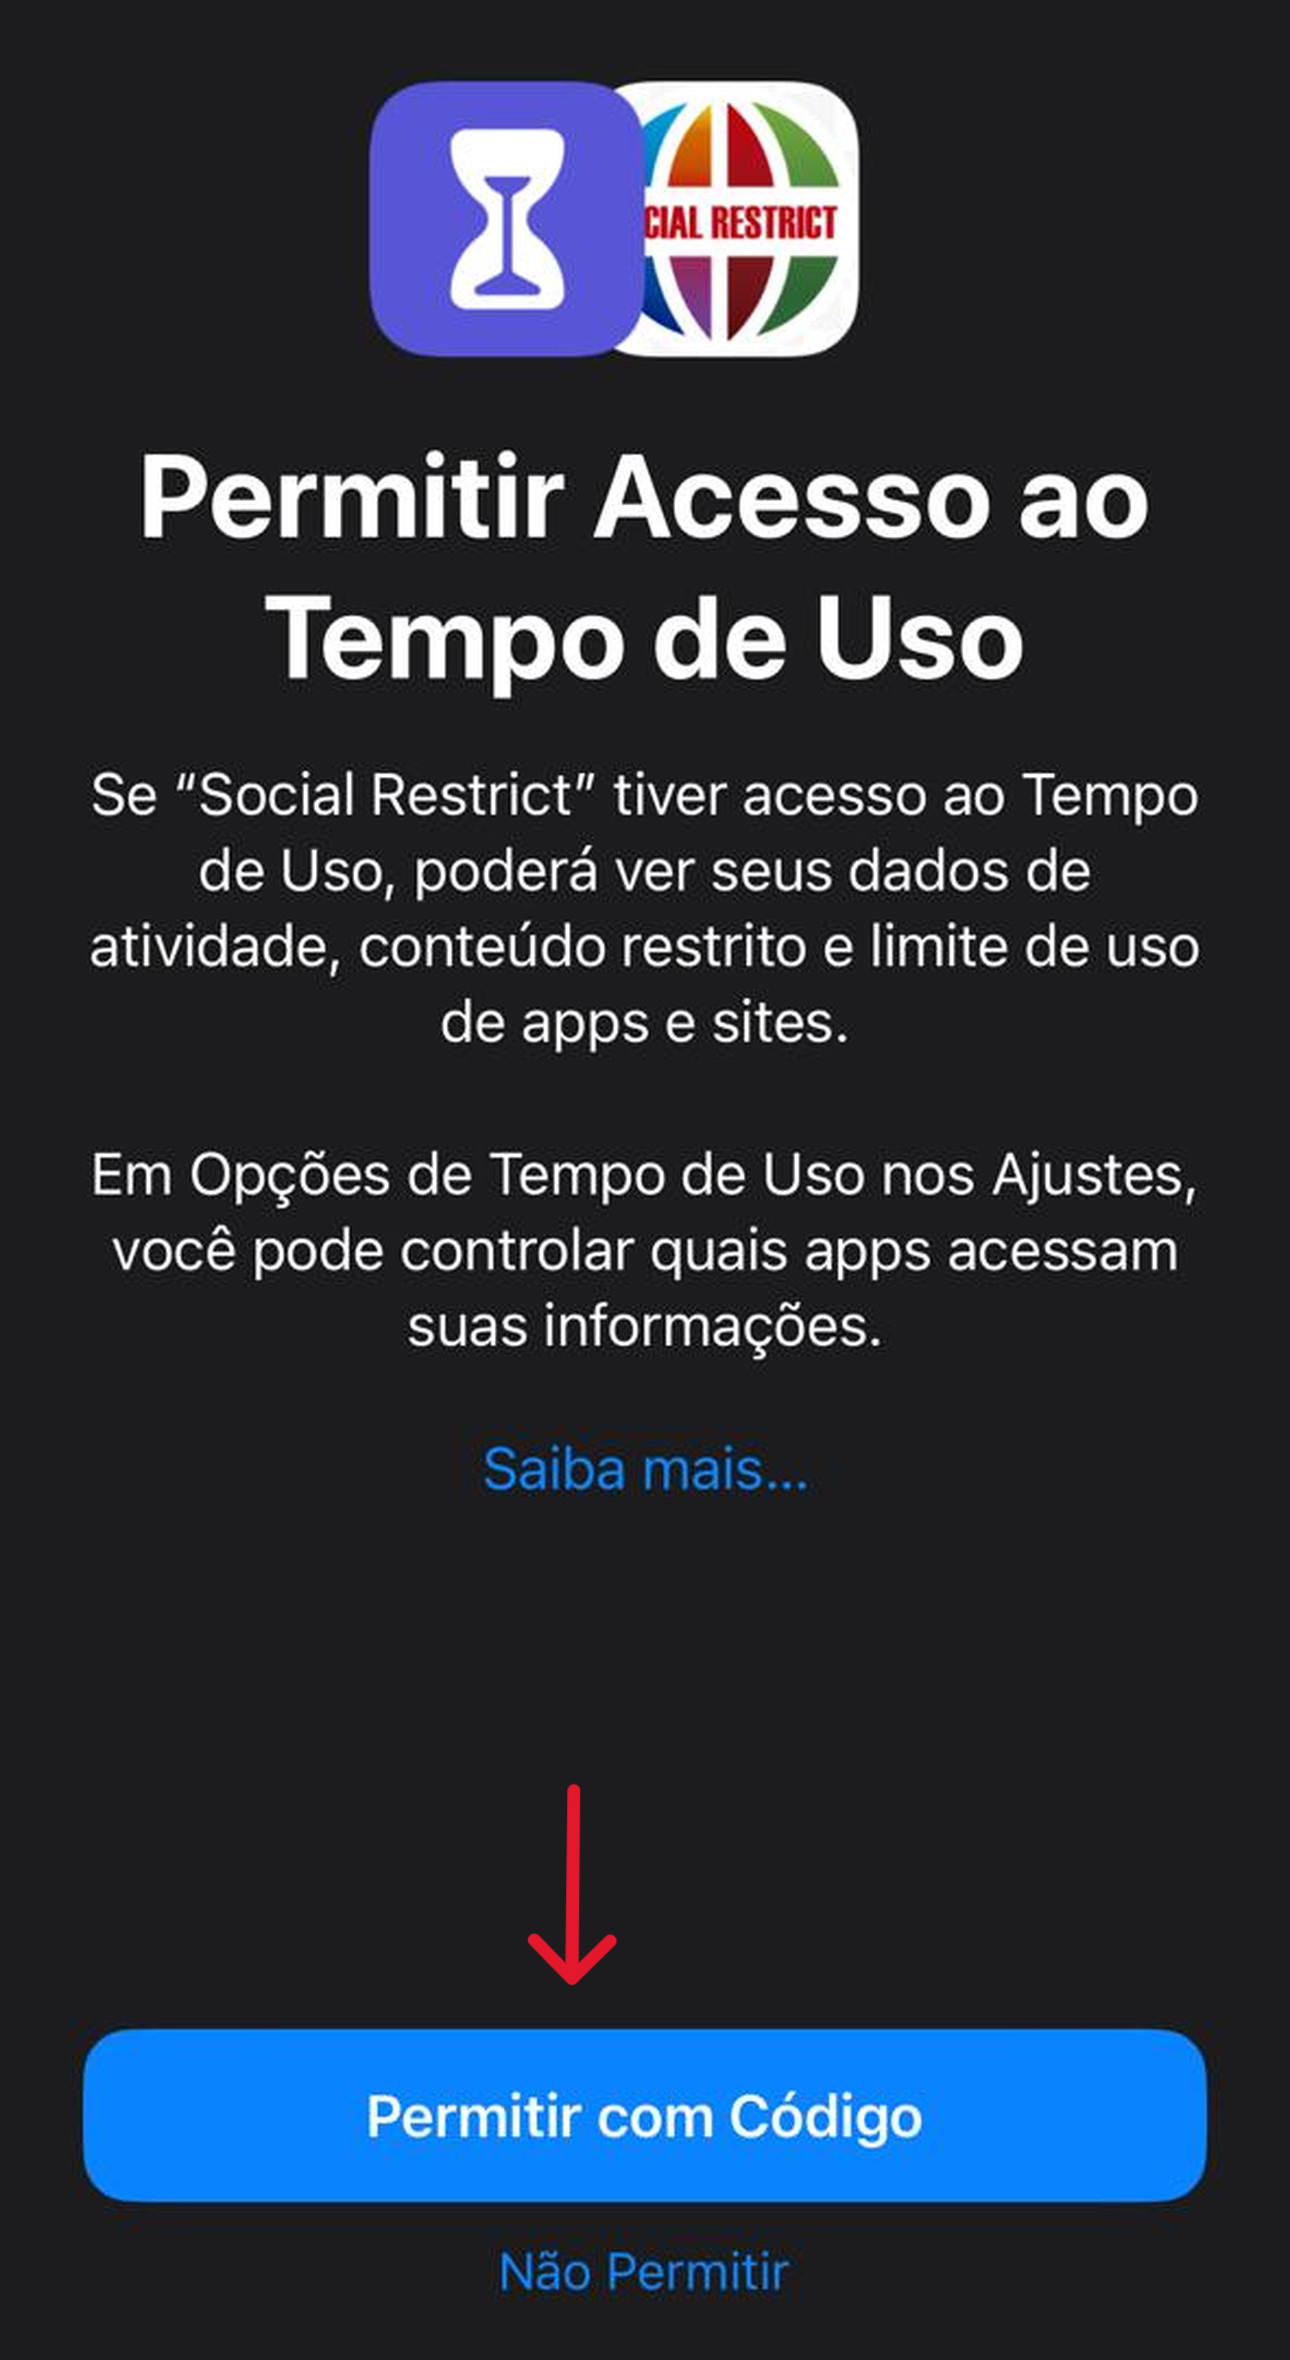 CIAL RESTRICT
Permitir Acesso ao
Tempo de Uso
Se “Social Restrict” tiver acesso ao Tempo
de Uso, poderá ver seus dados de
atividade, conteúdo restrito e limite de uso
de apps e sites.
Em Opções de Tempo de Uso nos Ajustes,
você pode controlar quais apps acessam
suas informações.
Saiba mais...
Permitir com Código
Não Permitir